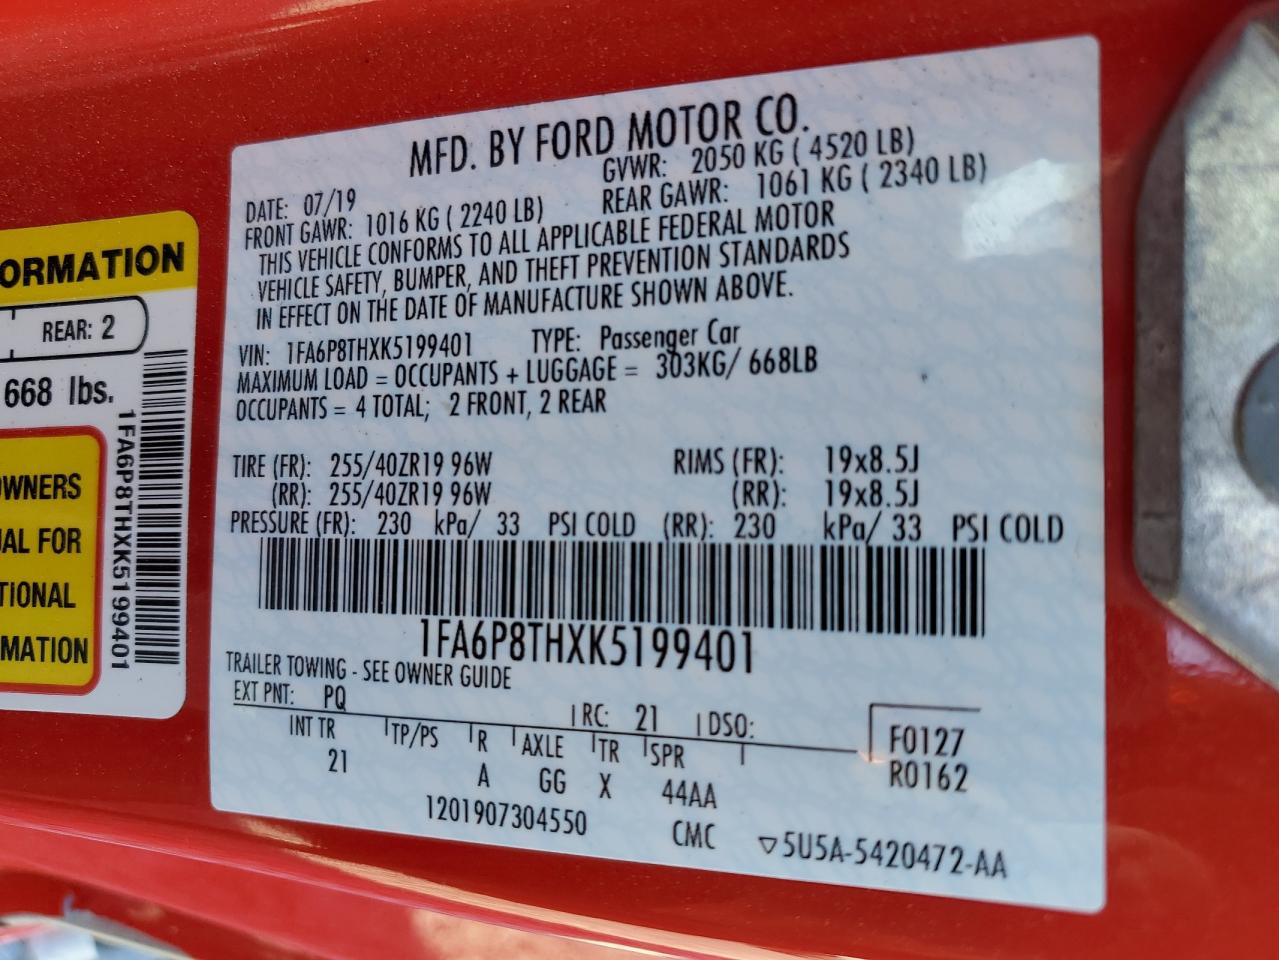 MFD. BY FORD MOTOR CO.
DATE: 07/19 GVWR: 2050 KG ( 4520 LB)
FRONT GAWR: 1016 KG ( 2240 LB) REAR GAWR: 1061 KG ( 2340 LB)
THIS VEHICLE CONFORMS TO ALL APPLICABLE FEDERAL MOTOR
VEHICLE SAFETY, BUMPER, AND THEFT PREVENTION STANDARDS
IN EFFECT ON THE DATE OF MANUFACTURE SHOWN ABOVE.
VIN: 1FA6P8THXK5199401 TYPE: Passenger Car
MAXIMUM LOAD = OCCUPANTS + LUGGAGE = 303KG/ 668LB
OCCUPANTS = 4 TOTAL; 2 FRONT, 2 REAR
TIRE (FR): 255/40ZR19 96W RIMS (FR): 19x8.5J
(RR): 255/40ZR19 96W (RR): 19x8.5J
PRESSURE (FR): 230 kPa/ 33 PSI COLD (RR): 230 kPa/ 33 PSI COLD
1FA6P8THXK5199401
TRAILER TOWING - SEE OWNER GUIDE
EXT PNT: PQ RC: 21 DSO:
INT TR TP/PS R AXLE TR SPR
21 A GG X 44AA
F0127
R0162
1201907304550 CMC ▽5U5A-5420472-AA
ORMATION
REAR: 2
668 lbs.
1FA6P8THXK5199401
OWNERS
AL FOR
TIONAL
MATION